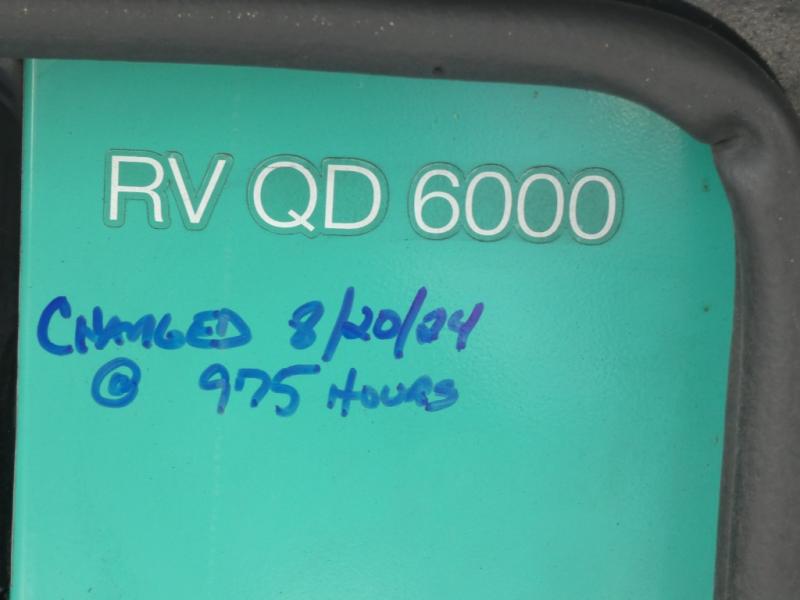 RV QD 6000
CHANGED 8/20/24
@ 975 HOURS